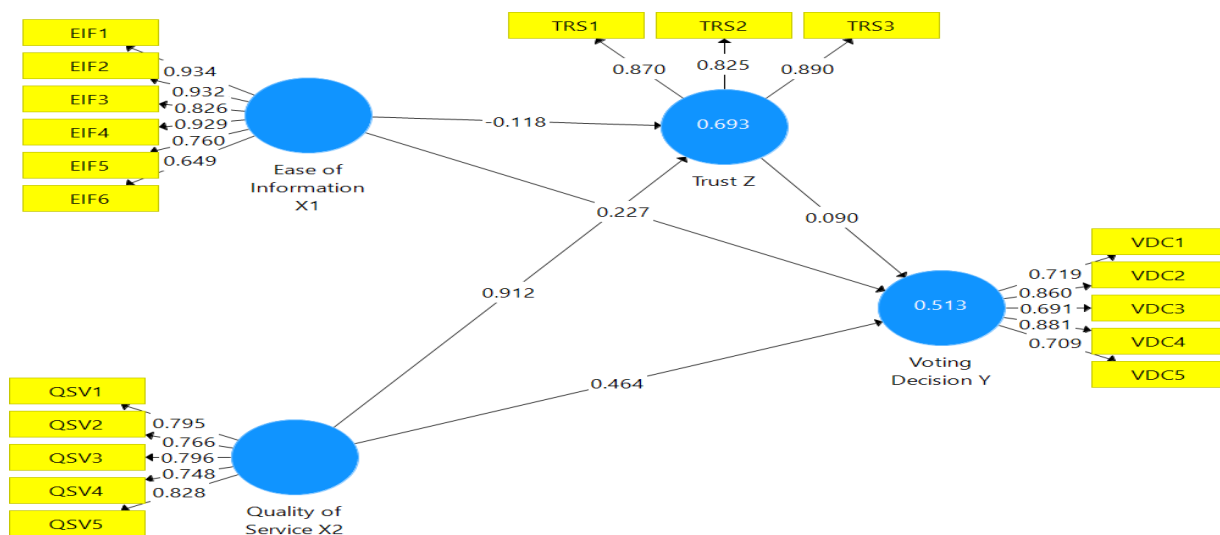 EIF1
EIF2
EIF3
EIF4
EIF5
EIF6
0.934
0.932
0.826
0.929
0.760
0.649
Ease of
Information
X1
TRS1
TRS2
TRS3
0.870
0.825
0.890
-0.118
0.693
Trust Z
0.227
0.090
0.912
0.464
0.513
Voting
Decision Y
0.719
0.860
0.691
0.881
0.709
VDC1
VDC2
VDC3
VDC4
VDC5
QSV1
QSV2
QSV3
QSV4
QSV5
0.795
0.766
0.796
0.748
0.828
Quality of
Service X2